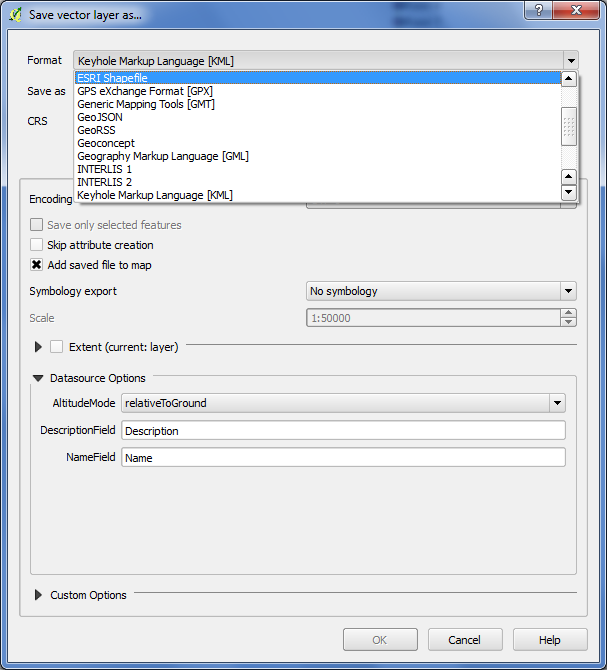 Save vector layer as...
?
Format Keyhole Markup Language [KML]
ESRI Shapefile
Save as GPS eXchange Format [GPX]
Generic Mapping Tools [GMT]
CRS GeoJSON
GeoRSS
Geoconcept
Geography Markup Language [GML]
INTERLIS 1
INTERLIS 2
Keyhole Markup Language [KML]
Encoding
Save only selected features
Skip attribute creation
Add saved file to map
Symbology export No symbology
Scale 1:50000
Extent (current: layer)
Datasource Options
AltitudeMode relativeToGround
DescriptionField Description
NameField Name
Custom Options
OK Cancel Help